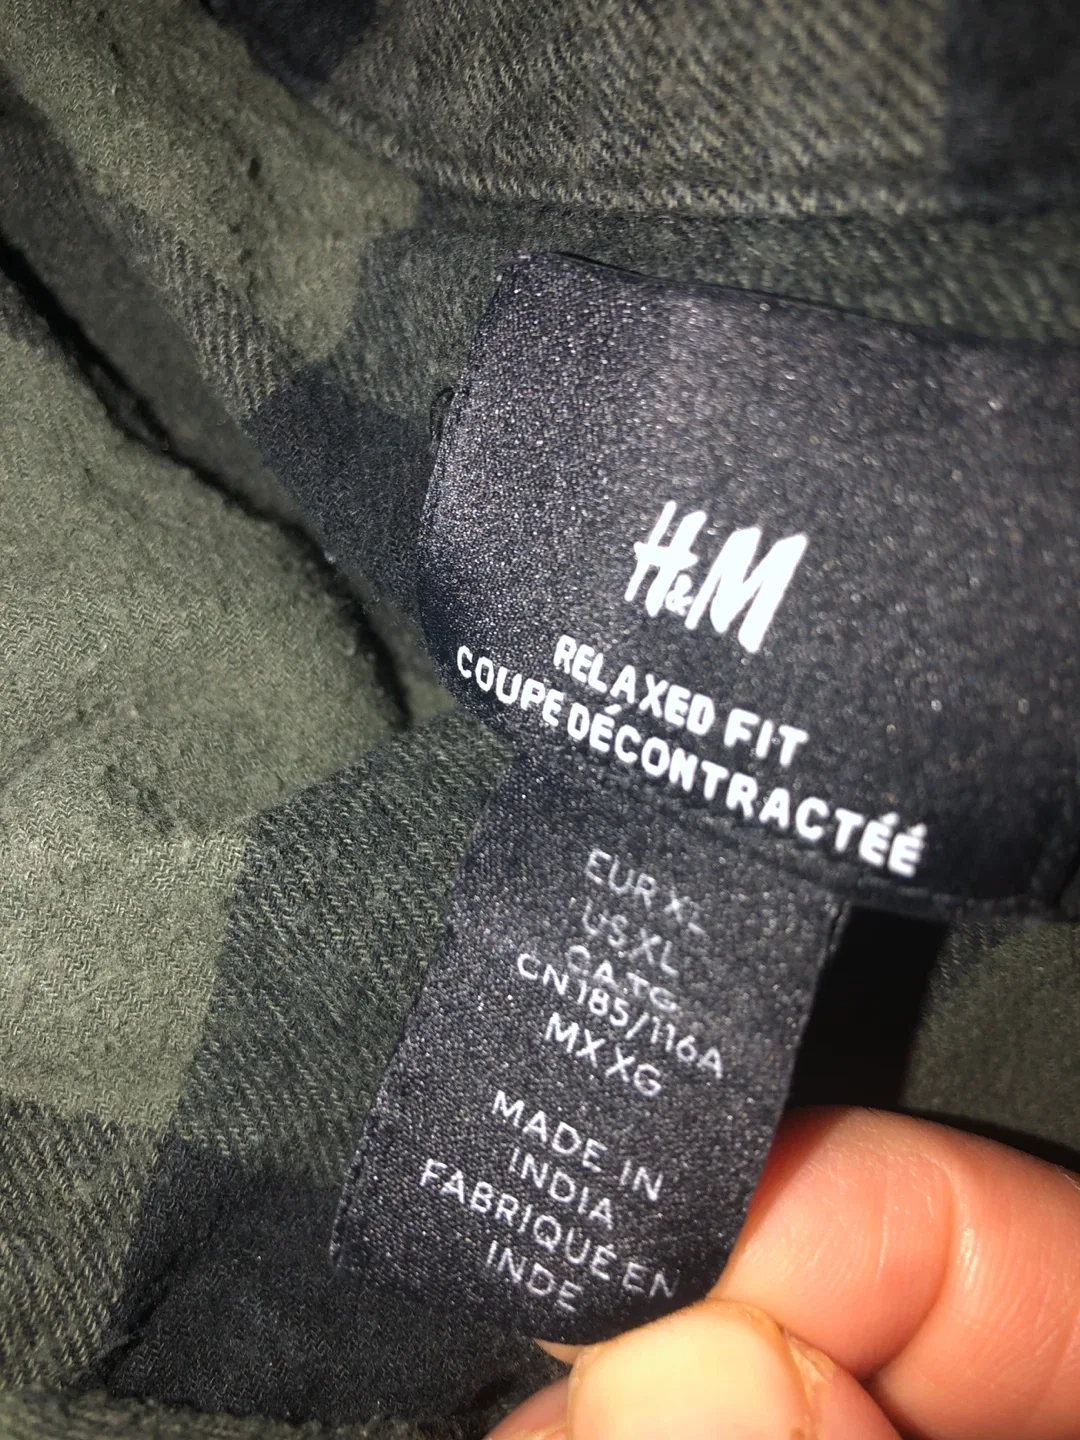 H&M
RELAXED FIT
COUPE DÉCONTRACTÉÉ
EUR XL
US XL
CA TG
CN 185/116A
MX XG
MADE IN
INDIA
FABRIQUÉ EN
INDE